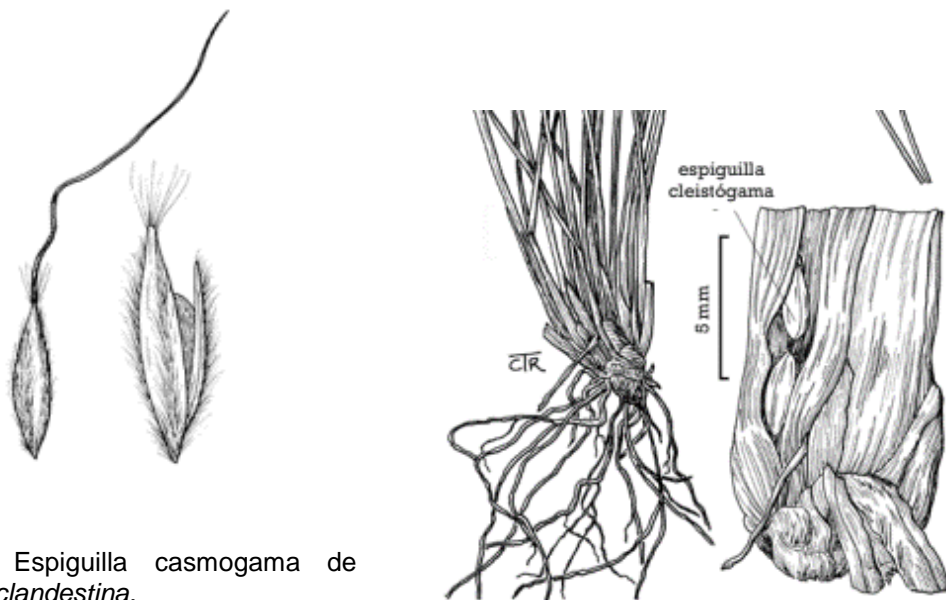 espiguilla
cleistógama
5 mm
CTR
Espiguilla casmogama de
clandestina.